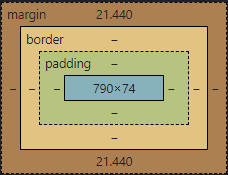 margin 21.440
border –
padding –
– – – 790×74 – – –
–
–
21.440